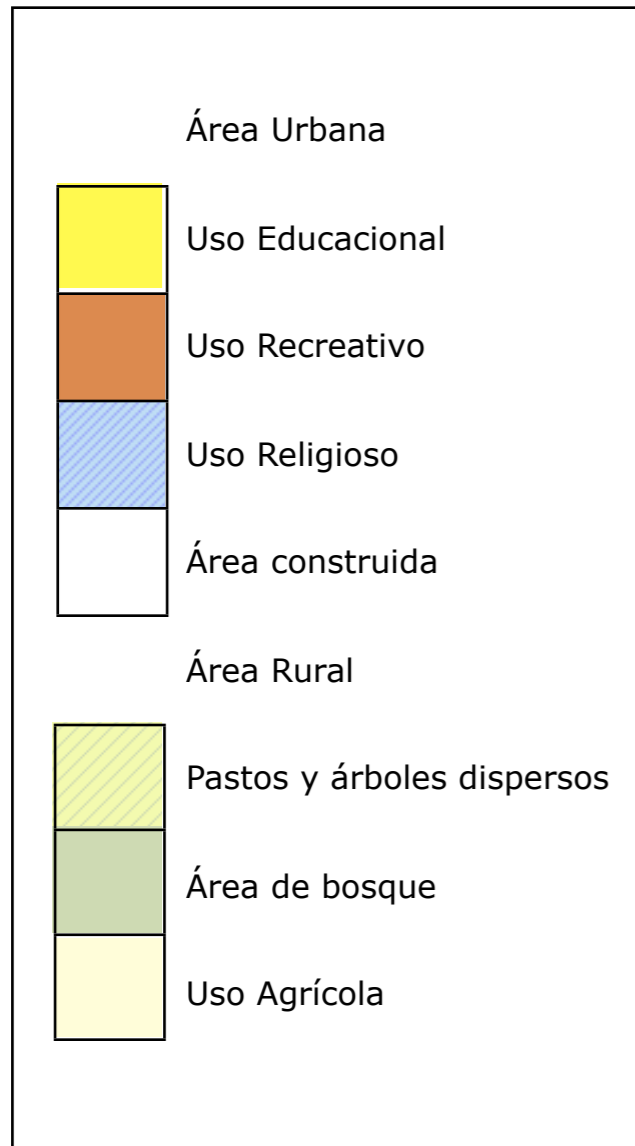 Área Urbana
Uso Educacional
Uso Recreativo
Uso Religioso
Área construida
Área Rural
Pastos y árboles dispersos
Área de bosque
Uso Agrícola